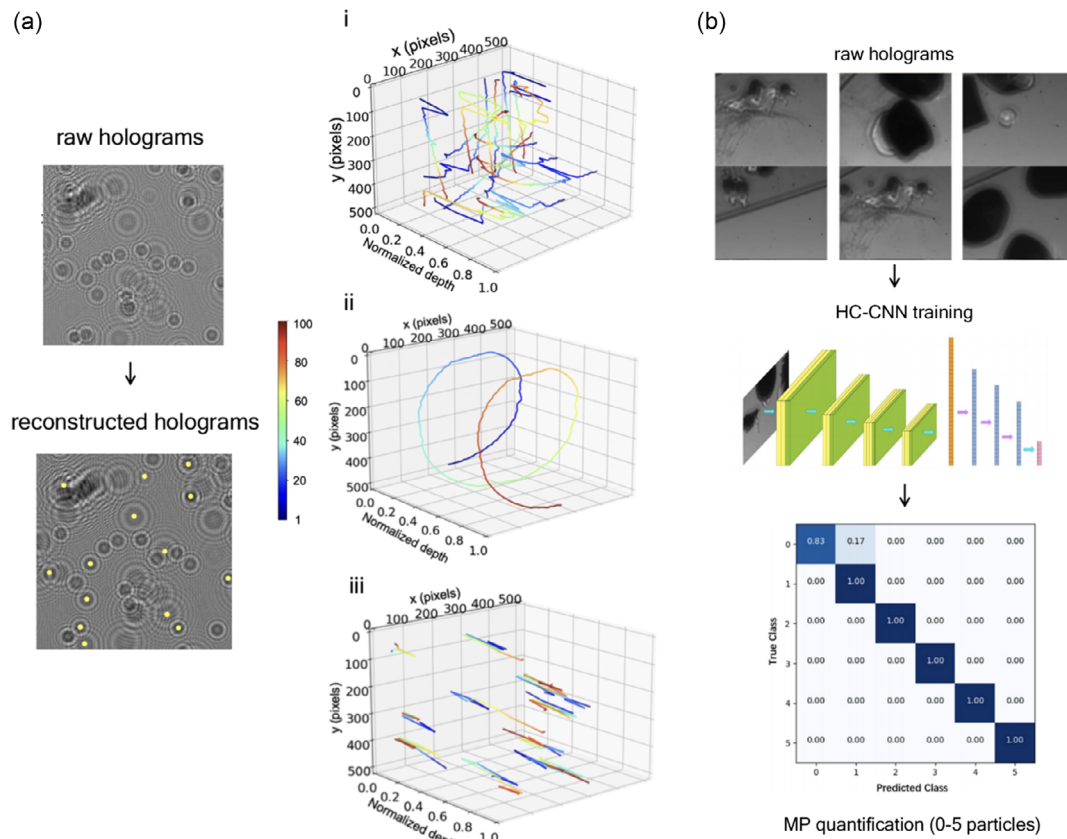 (a)
raw holograms
reconstructed holograms
100
80
60
40
20
1
i
x (pixels)
0 100 200 300 400 500
y (pixels)
0
100
200
300
400
500
Normalized depth
0.0 0.2 0.4 0.6 0.8 1.0
ii
x (pixels)
0 100 200 300 400 500
y (pixels)
0
100
200
300
400
500
Normalized depth
0.0 0.2 0.4 0.6 0.8 1.0
iii
x (pixels)
0 100 200 300 400 500
y (pixels)
0
100
200
300
400
500
Normalized depth
0.0 0.2 0.4 0.6 0.8 1.0
(b)
raw holograms
HC-CNN training
True Class
0 0.83 0.17 0.00 0.00 0.00 0.00
1 0.00 1.00 0.00 0.00 0.00 0.00
2 0.00 0.00 1.00 0.00 0.00 0.00
3 0.00 0.00 0.00 1.00 0.00 0.00
4 0.00 0.00 0.00 0.00 1.00 0.00
5 0.00 0.00 0.00 0.00 0.00 1.00
0 1 2 3 4 5
Predicted Class
MP quantification (0-5 particles)